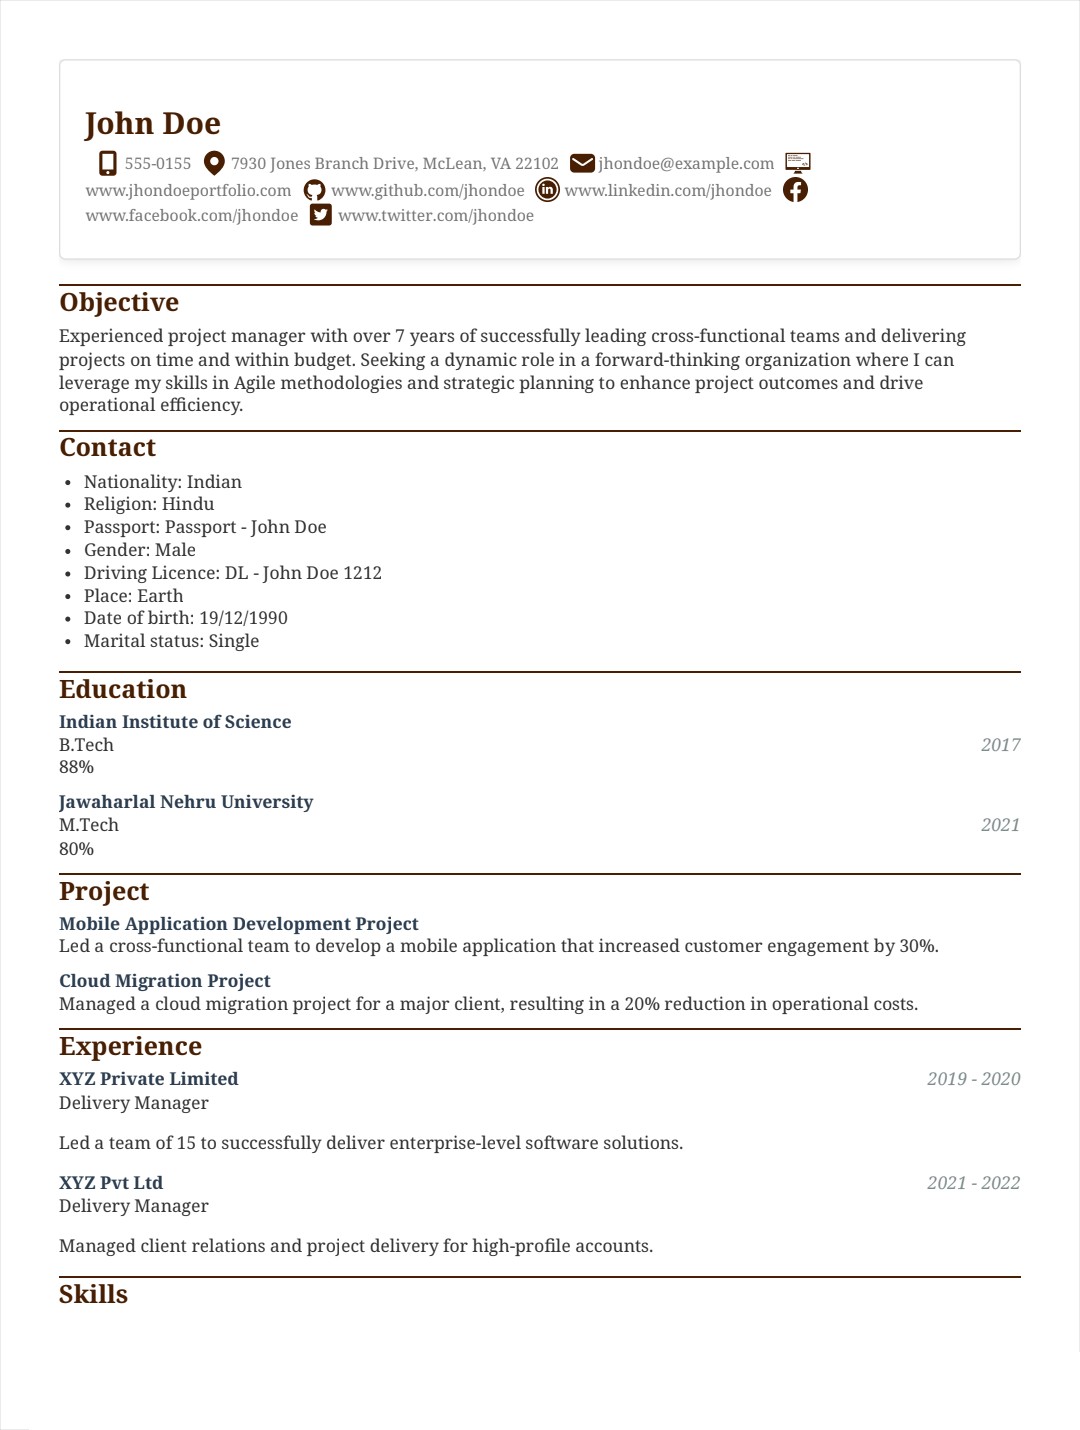 John Doe
555-0155 7930 Jones Branch Drive, McLean, VA 22102 jhondoe@example.com
www.jhondoeportfolio.com www.github.com/jhondoe www.linkedin.com/jhondoe
www.facebook.com/jhondoe www.twitter.com/jhondoe
Objective
Experienced project manager with over 7 years of successfully leading cross-functional teams and delivering
projects on time and within budget. Seeking a dynamic role in a forward-thinking organization where I can
leverage my skills in Agile methodologies and strategic planning to enhance project outcomes and drive
operational efficiency.
Contact
• Nationality: Indian
• Religion: Hindu
• Passport: Passport - John Doe
• Gender: Male
• Driving Licence: DL - John Doe 1212
• Place: Earth
• Date of birth: 19/12/1990
• Marital status: Single
Education
Indian Institute of Science
B.Tech 2017
88%
Jawaharlal Nehru University
M.Tech 2021
80%
Project
Mobile Application Development Project
Led a cross-functional team to develop a mobile application that increased customer engagement by 30%.
Cloud Migration Project
Managed a cloud migration project for a major client, resulting in a 20% reduction in operational costs.
Experience
XYZ Private Limited 2019 - 2020
Delivery Manager
Led a team of 15 to successfully deliver enterprise-level software solutions.
XYZ Pvt Ltd 2021 - 2022
Delivery Manager
Managed client relations and project delivery for high-profile accounts.
Skills